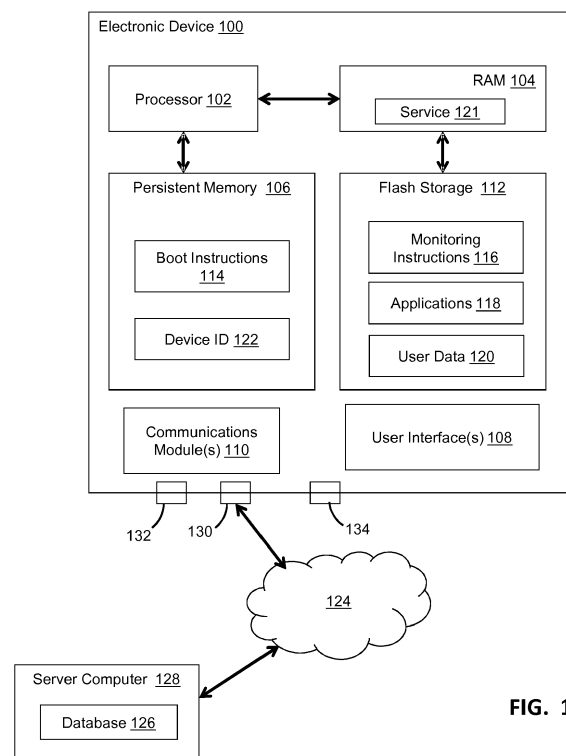 Electronic Device 100
Processor 102
RAM 104
Service 121
Persistent Memory 106
Flash Storage 112
Boot Instructions
114
Monitoring
Instructions 116
Applications 118
Device ID 122
User Data 120
Communications
Module(s) 110
User Interface(s) 108
132
130
134
124
Server Computer 128
Database 126
FIG. 1